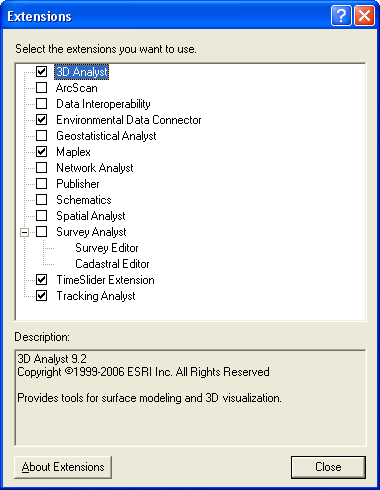 Extensions
Select the extensions you want to use.
3D Analyst
ArcScan
Data Interoperability
Environmental Data Connector
Geostatistical Analyst
Maplex
Network Analyst
Publisher
Schematics
Spatial Analyst
Survey Analyst
Survey Editor
Cadastral Editor
TimeSlider Extension
Tracking Analyst
Description:
3D Analyst 9.2
Copyright ©1999-2006 ESRI Inc. All Rights Reserved
Provides tools for surface modeling and 3D visualization.
About Extensions Close